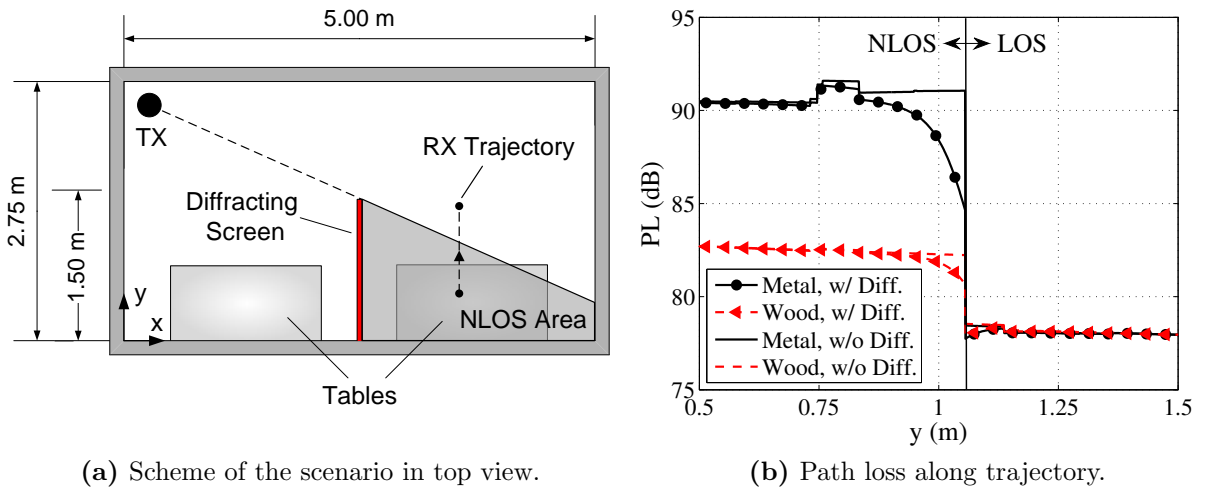 5.00 m
2.75 m
1.50 m
TX
RX Trajectory
Diffracting
Screen
y
x
NLOS Area
Tables
(a) Scheme of the scenario in top view.
95
90
85
80
75
PL (dB)
NLOS
LOS
Metal, w/ Diff.
Wood, w/ Diff.
Metal, w/o Diff.
Wood, w/o Diff.
0.5
0.75
1
1.25
1.5
y (m)
(b) Path loss along trajectory.